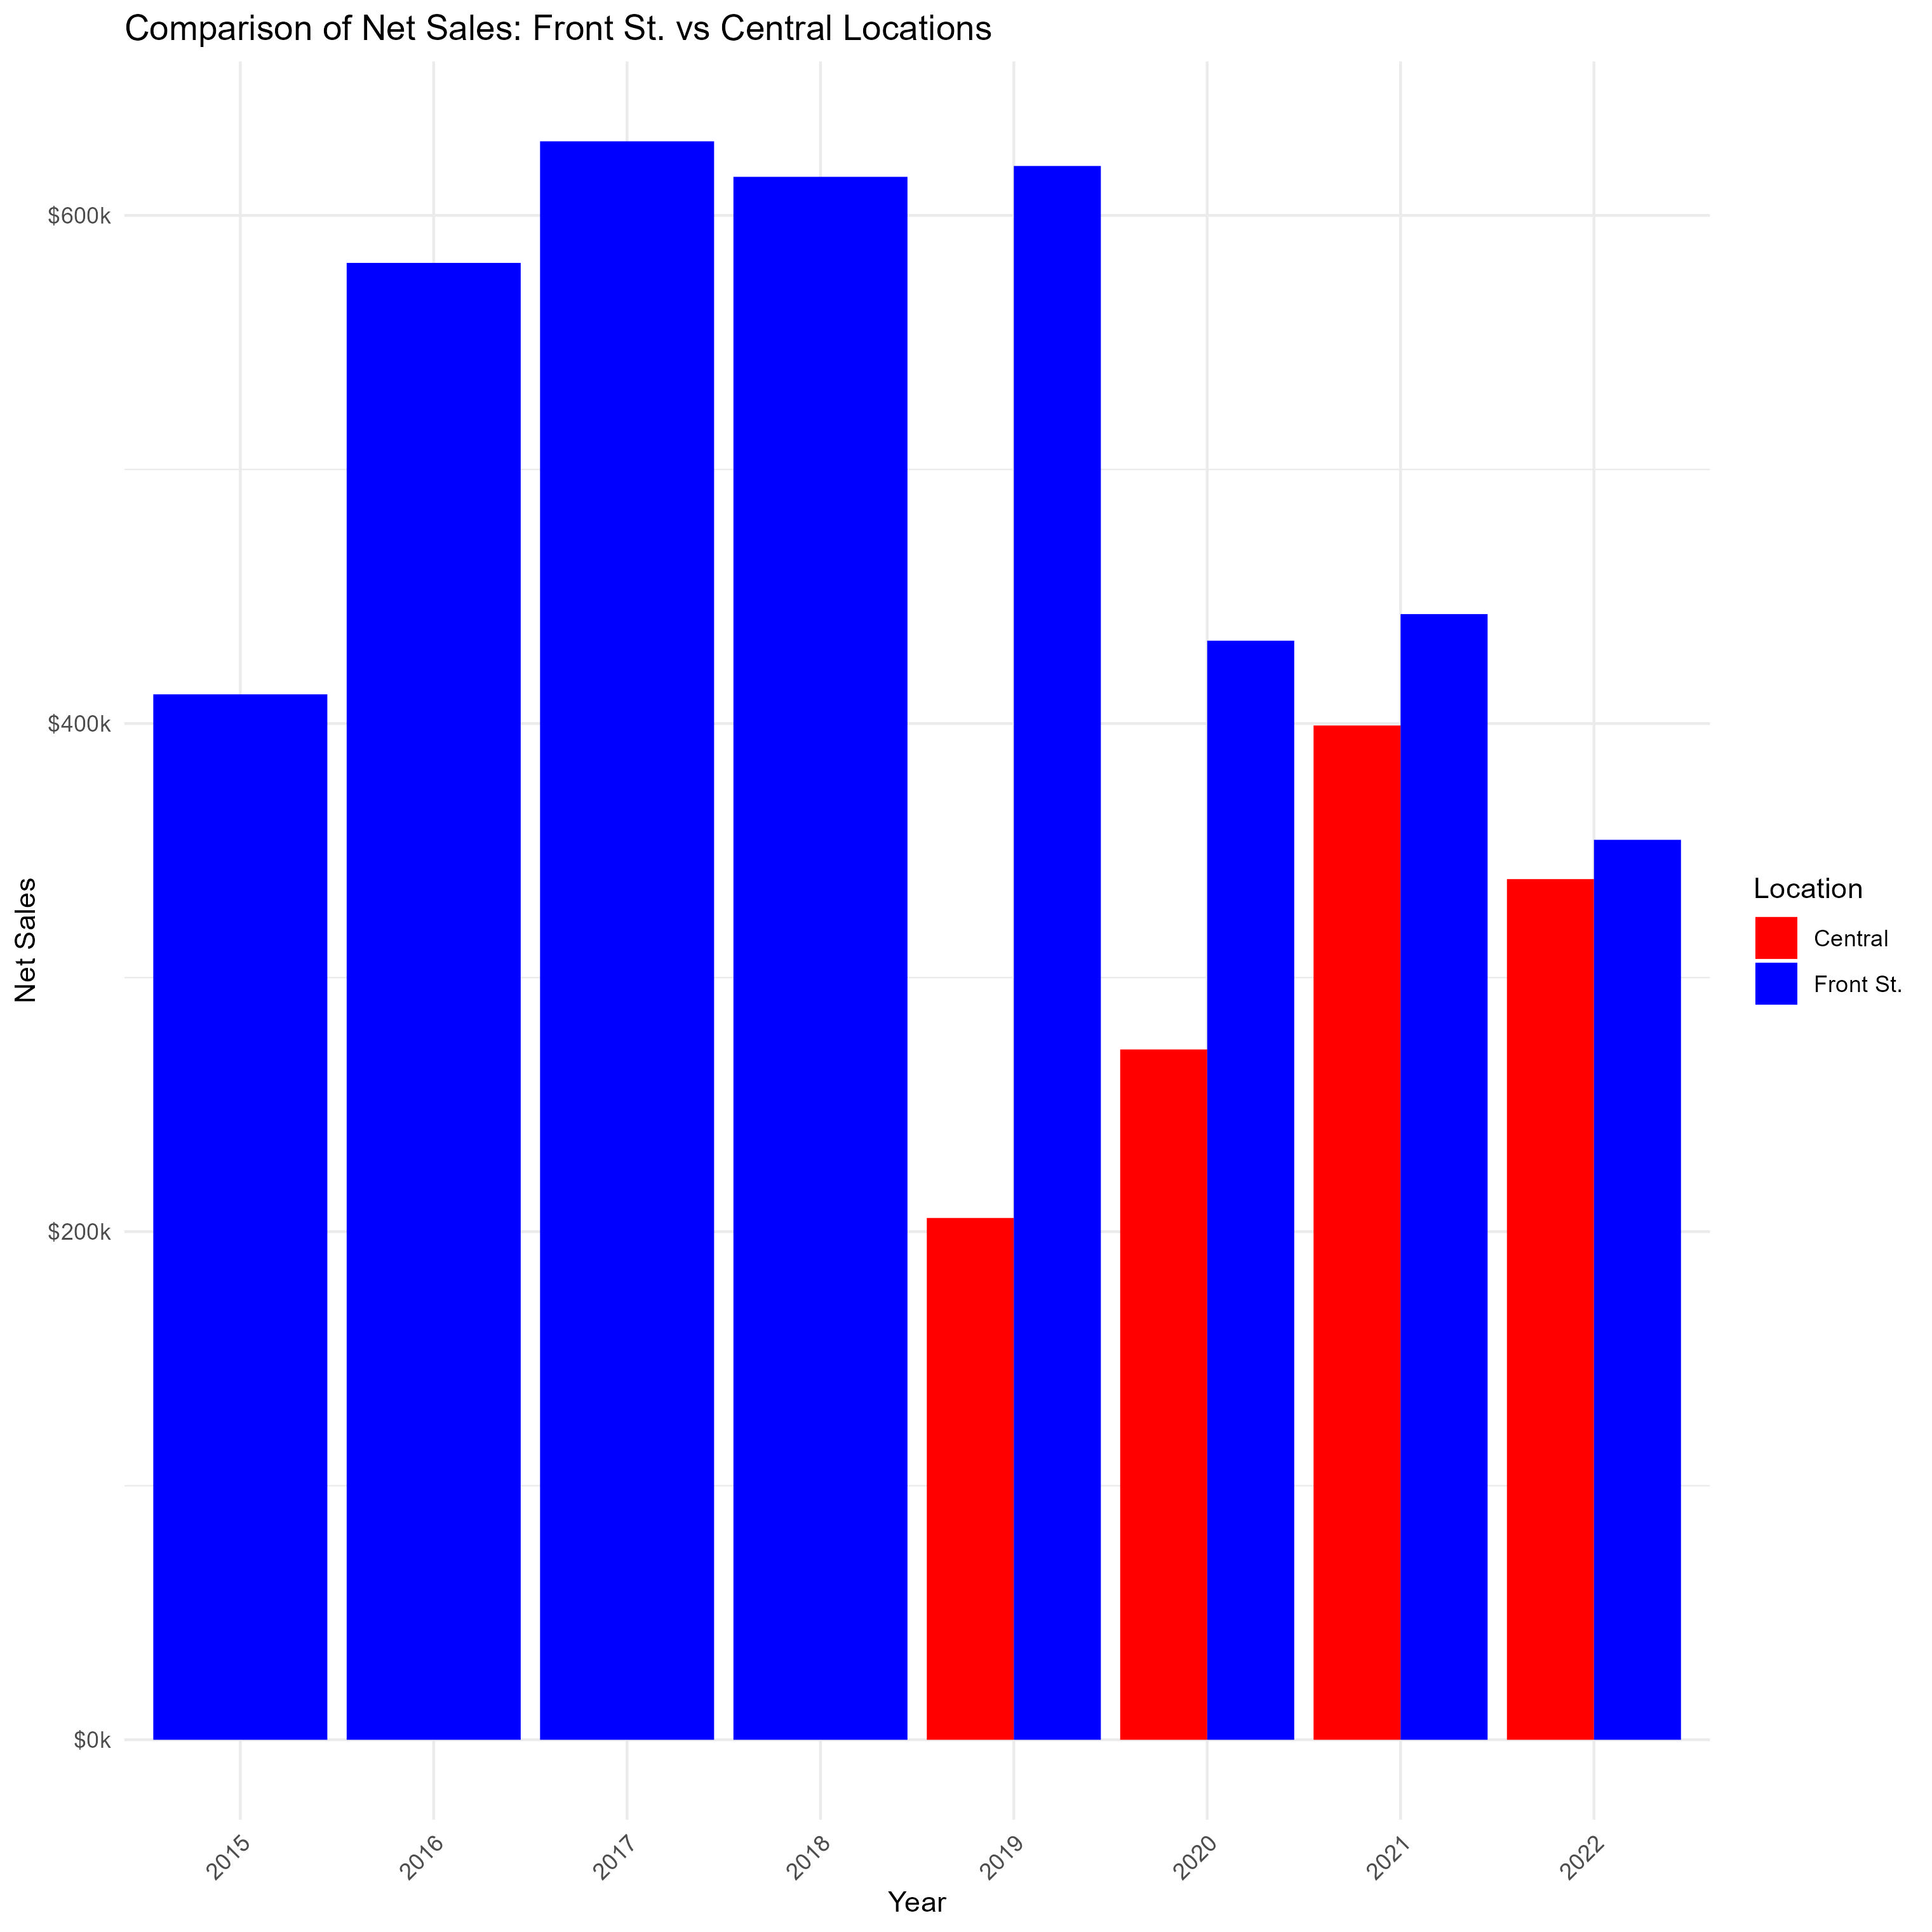 Comparison of Net Sales: Front St. vs Central Locations
$600k
$400k
$200k
$0k
Net Sales
2015
2016
2017
2018
2019
2020
2021
2022
Year
Location
Central
Front St.